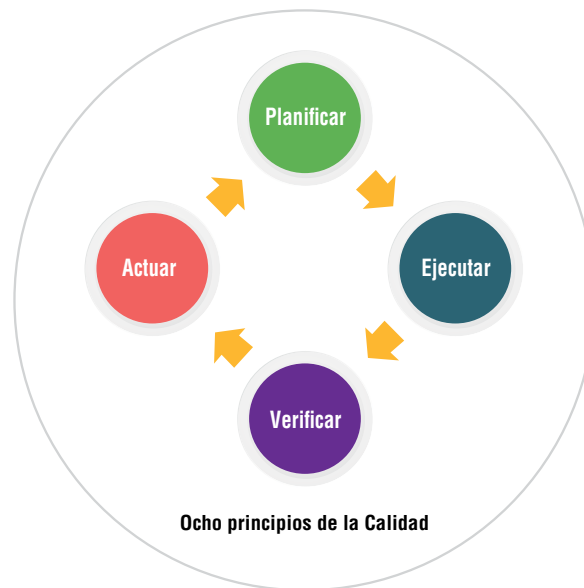 Planificar
Actuar
Ejecutar
Verificar
Ocho principios de la Calidad